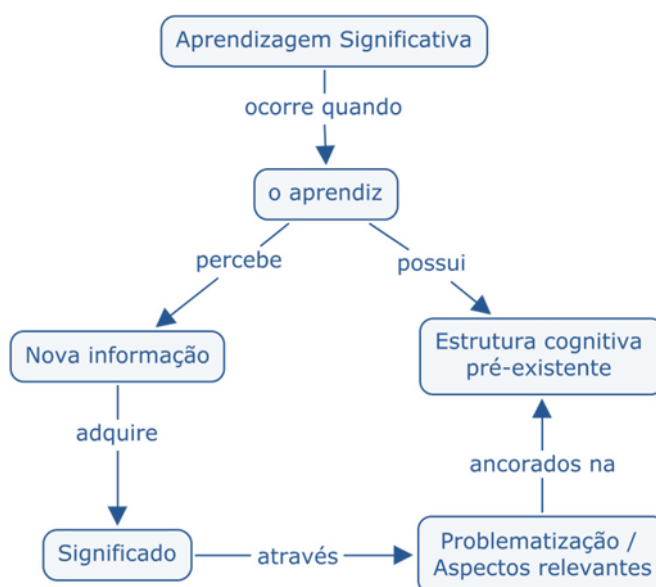 Aprendizagem Significativa
ocorre quando
o aprendiz
percebe
possui
Nova informação
Estrutura cognitiva
pré-existente
adquire
ancorados na
Significado
através
Problematização /
Aspectos relevantes